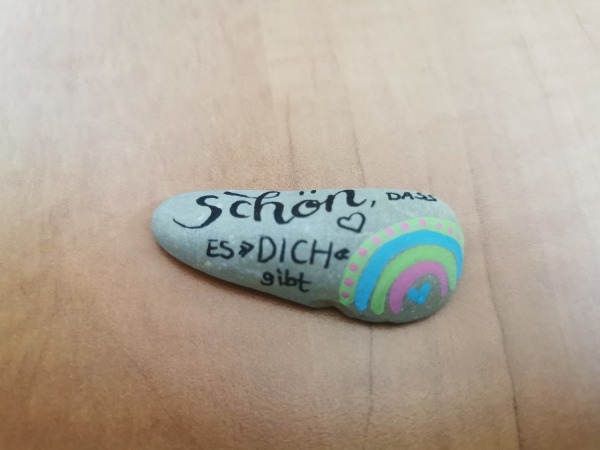 Schön, DASS
ES »DICH«
gibt